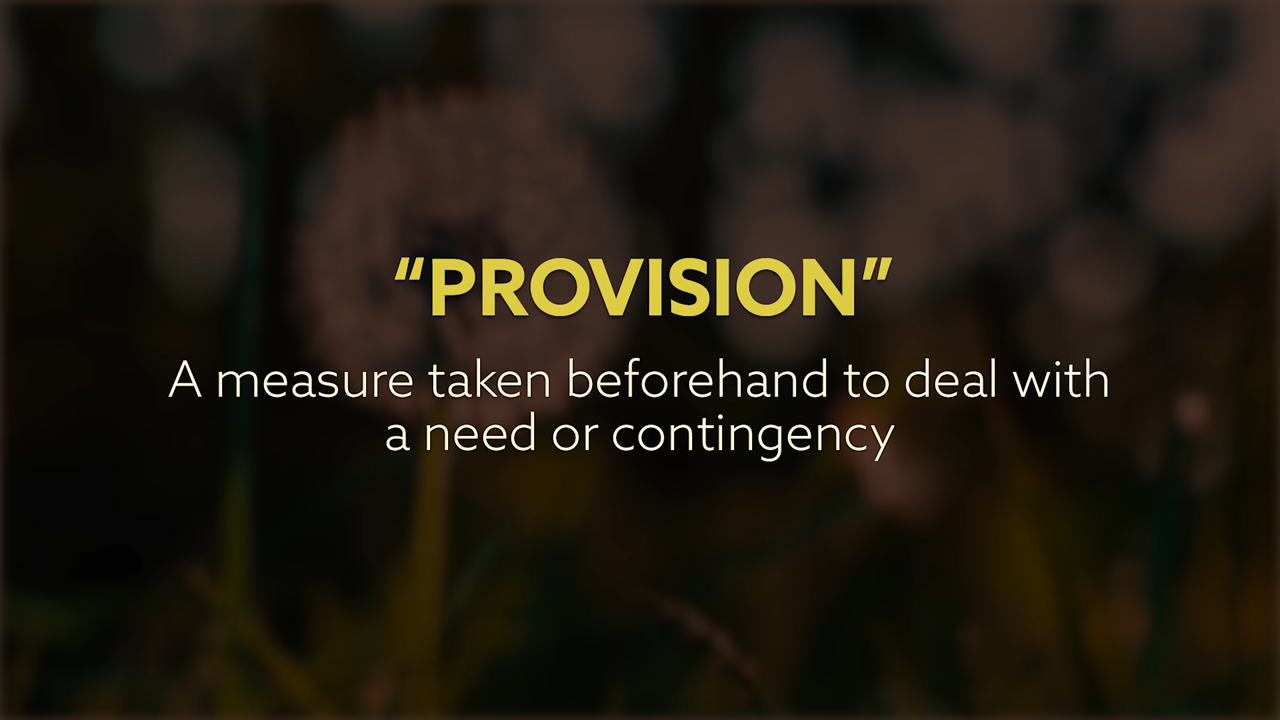 “PROVISION”
A measure taken beforehand to deal with
a need or contingency